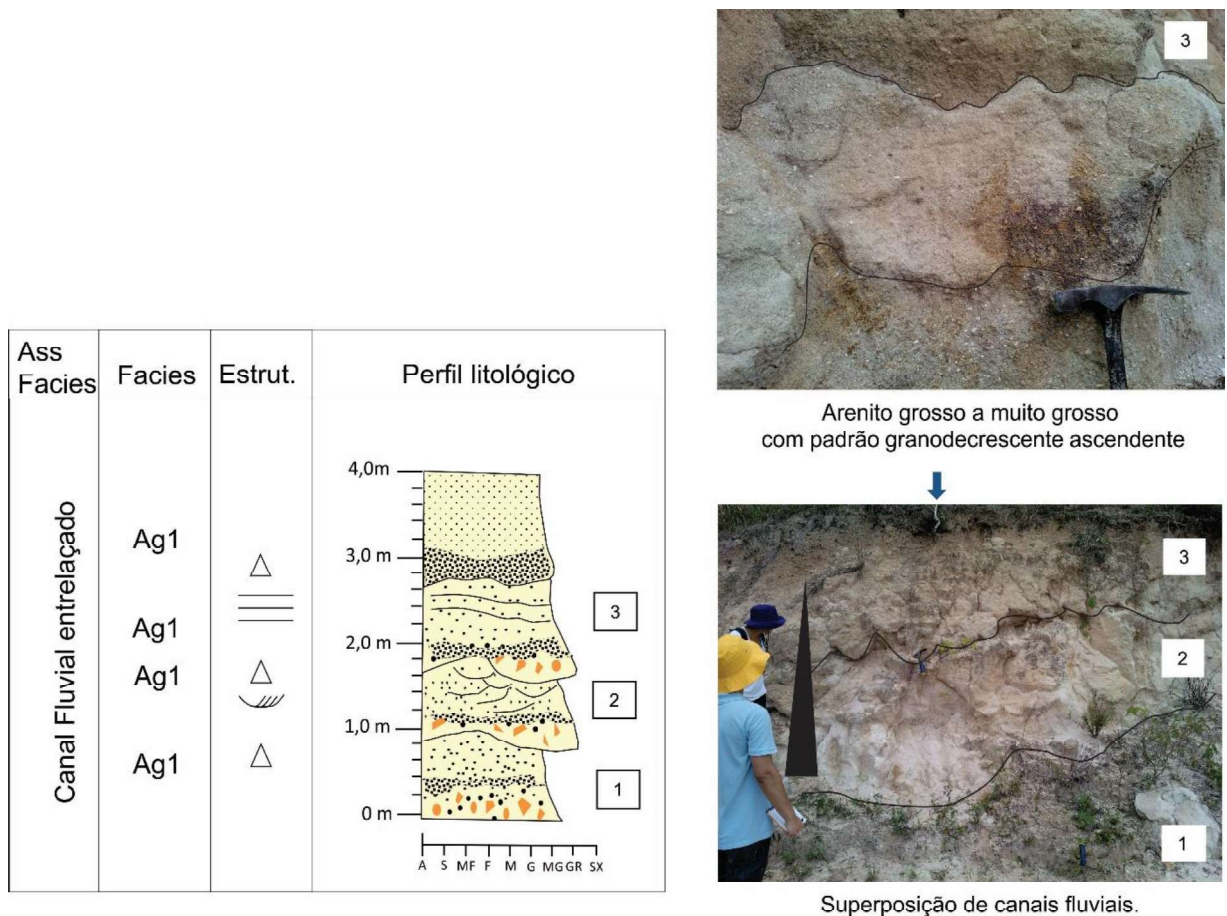 Ass
Facies
Facies
Estrut.
Perfil litológico
Canal Fluvial entrelaçado
Ag1
Ag1
Ag1
Ag1
4,0m
3,0 m
2,0 m
1,0 m
0 m
3
2
1
A S MF F M G MG GR SX
3
Arenito grosso a muito grosso
com padrão granodecrescente ascendente
3
2
1
Superposição de canais fluviais.